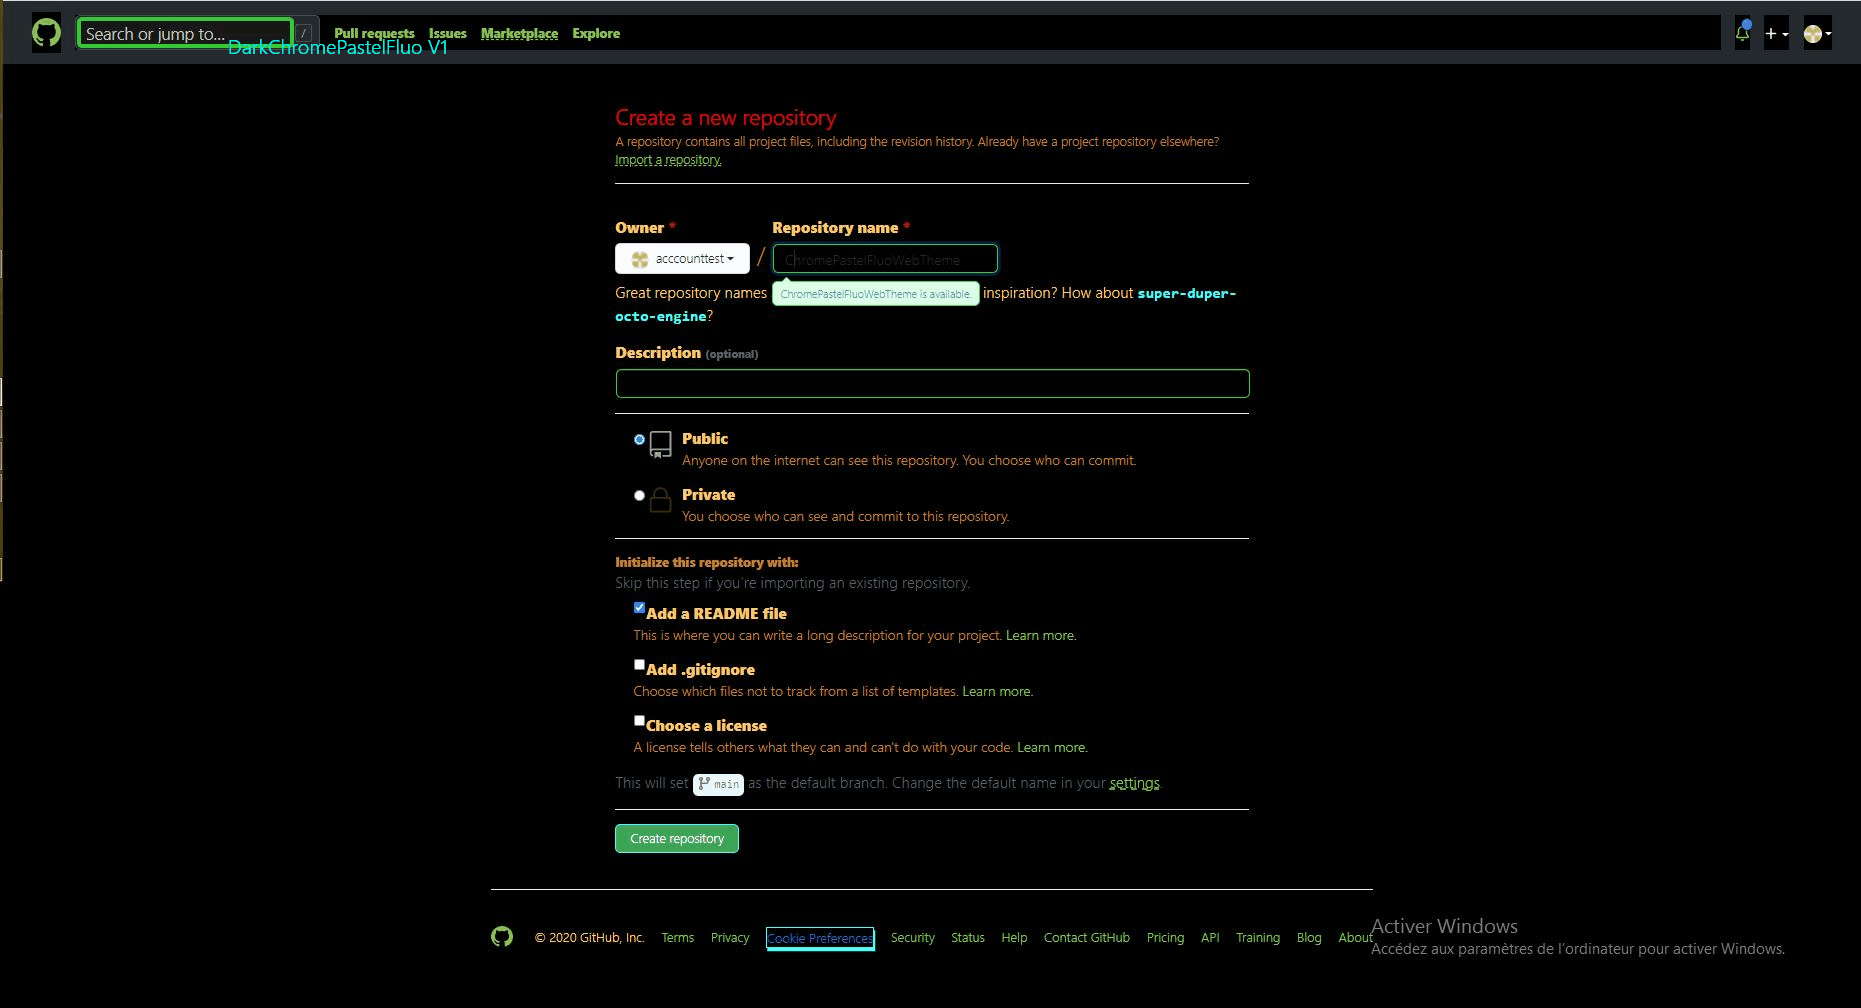 Search or jump to...
/
Pull requests Issues Marketplace Explore
DarkChromePastelFluo V1
Create a new repository
A repository contains all project files, including the revision history. Already have a project repository elsewhere?
Import a repository.
Owner * Repository name *
acccounttest / ChromePastelFluoWebTheme
Great repository names ChromePastelFluoWebTheme is available. inspiration? How about super-duper-
octo-engine?
Description (optional)
Public
Anyone on the internet can see this repository. You choose who can commit.
Private
You choose who can see and commit to this repository.
Initialize this repository with:
Skip this step if you're importing an existing repository.
Add a README file
This is where you can write a long description for your project. Learn more.
Add .gitignore
Choose which files not to track from a list of templates. Learn more.
Choose a license
A license tells others what they can and can't do with your code. Learn more.
This will set main as the default branch. Change the default name in your settings.
Create repository
© 2020 GitHub, Inc. Terms Privacy Cookie Preferences Security Status Help Contact GitHub Pricing API Training Blog About
Activer Windows
Accédez aux paramètres de l'ordinateur pour activer Windows.